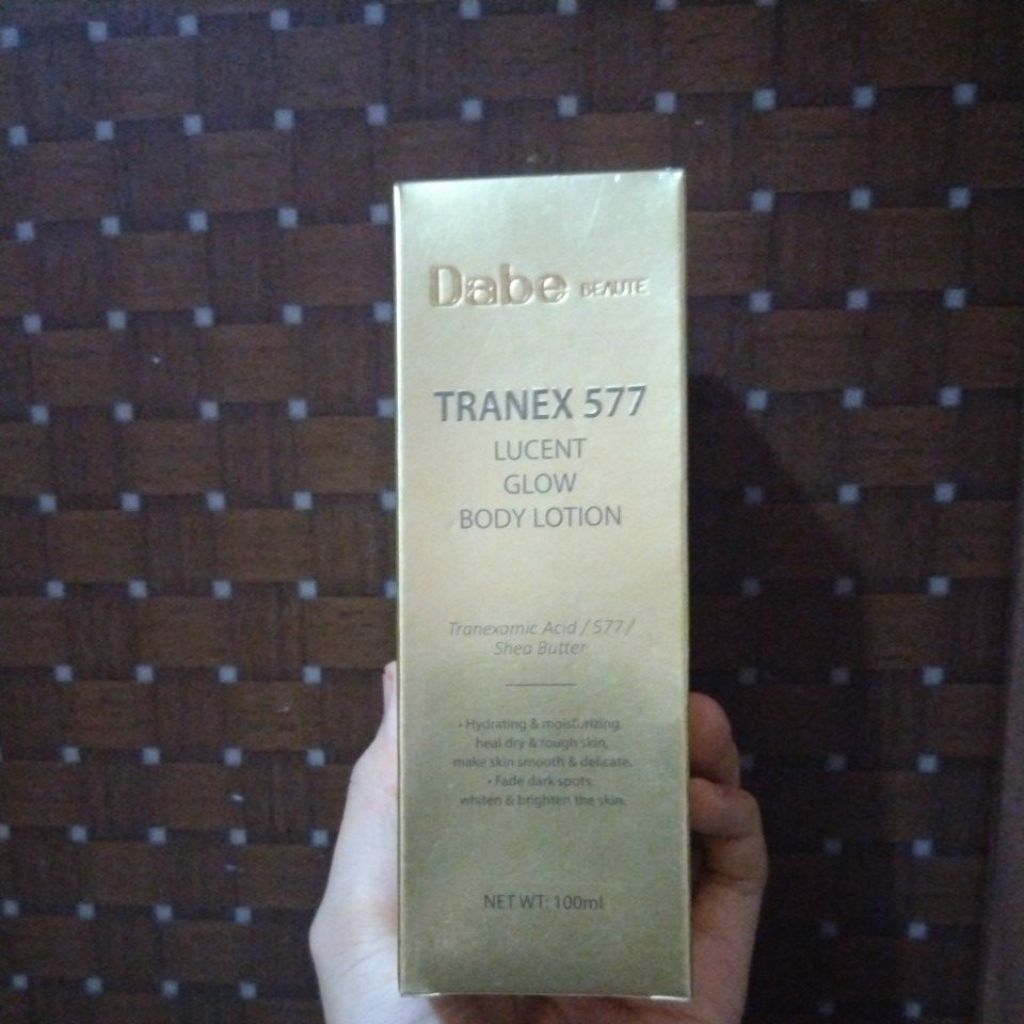 Dabe BEAUTE
TRANEX 577
LUCENT
GLOW
BODY LOTION
Tranexamic Acid / 577 /
Shea Butter
• Hydrating & moisturizing,
heal dry & rough skin,
make skin smooth & delicate.
• Fade dark spots,
whiten & brighten the skin.
NET WT: 100ml